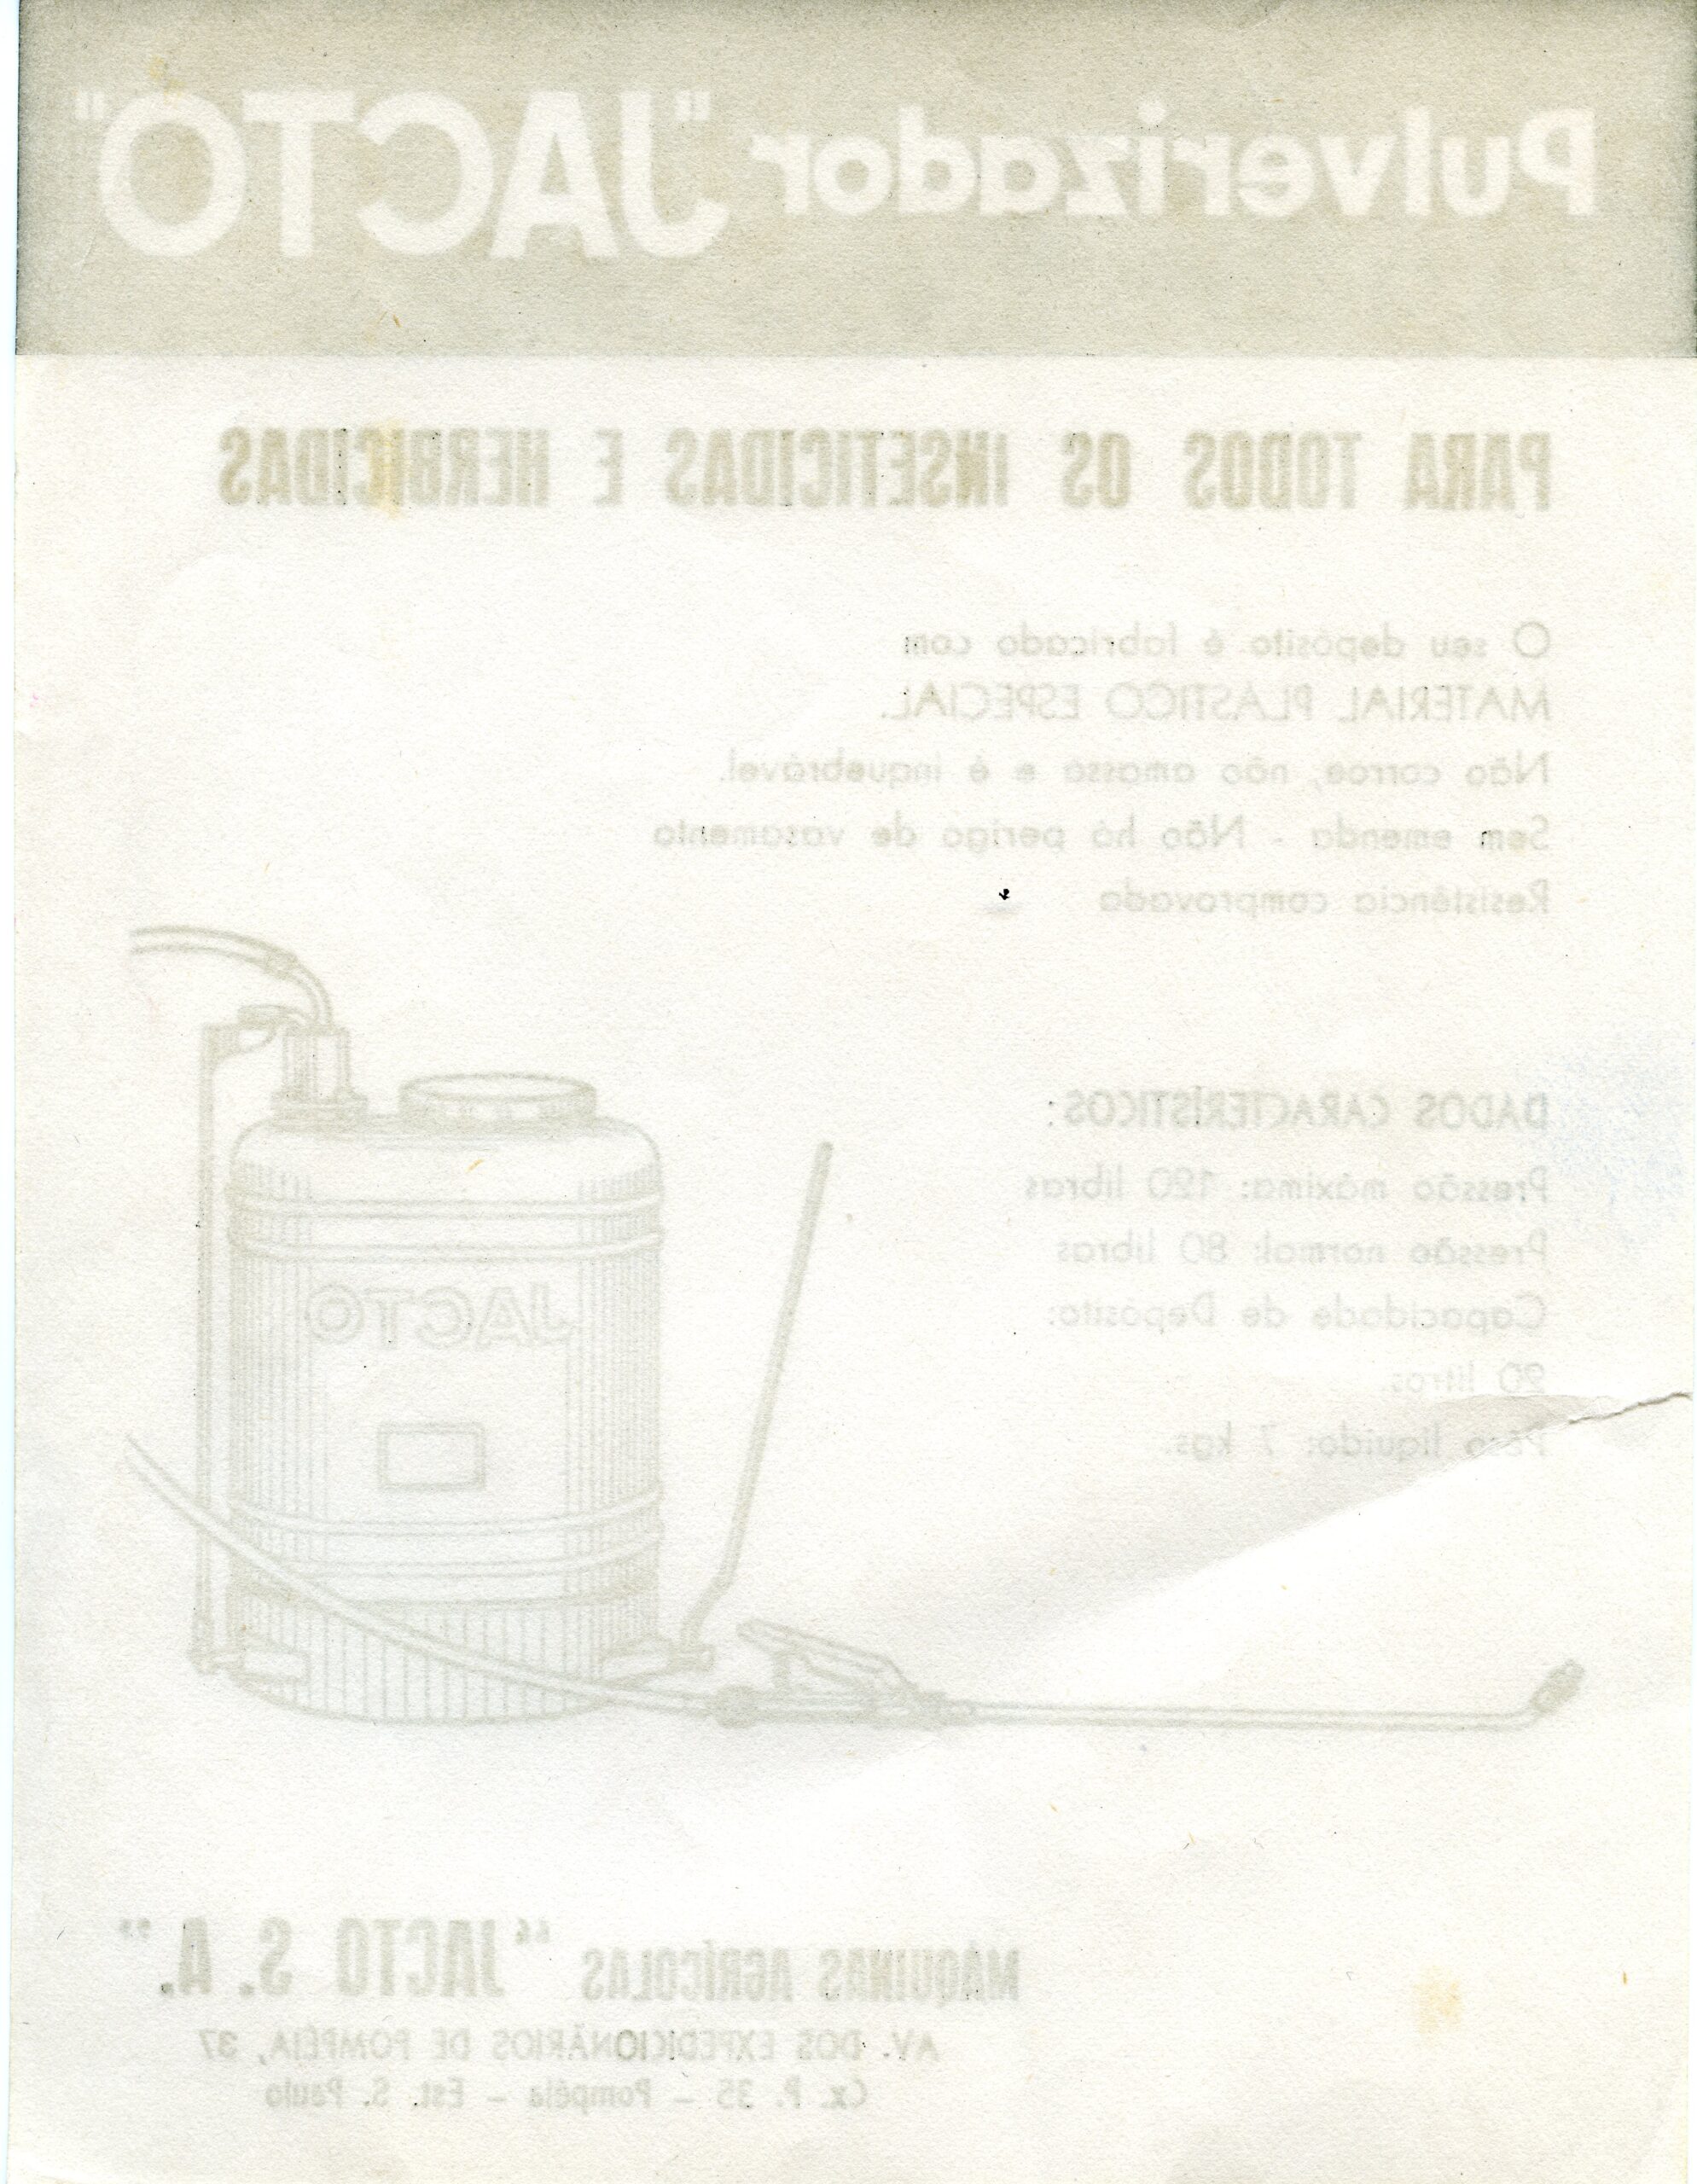 Pulverizador "JACTO"
PARA TODOS OS INSETICIDAS E HERBICIDAS
O seu depósito é fabricado com
MATERIAL PLÁSTICO ESPECIAL.
Não corroe, não amassa e é inquebrável.
Sem emenda - Não há perigo de vasamento
Resistência comprovada
DADOS CARACTERÍSTICOS:
Pressão máxima: 120 libras
Pressão normal: 80 libras
Capacidade de Depósito:
20 litros.
Pêso líquido: 7 kgs.
JACTO
MÁQUINAS AGRÍCOLAS “JACTO S. A.”
AV. DOS EXPEDICIONÁRIOS DE POMPÉIA, 37
Cx. P. 35 - Pompéia - Est. S. Paulo